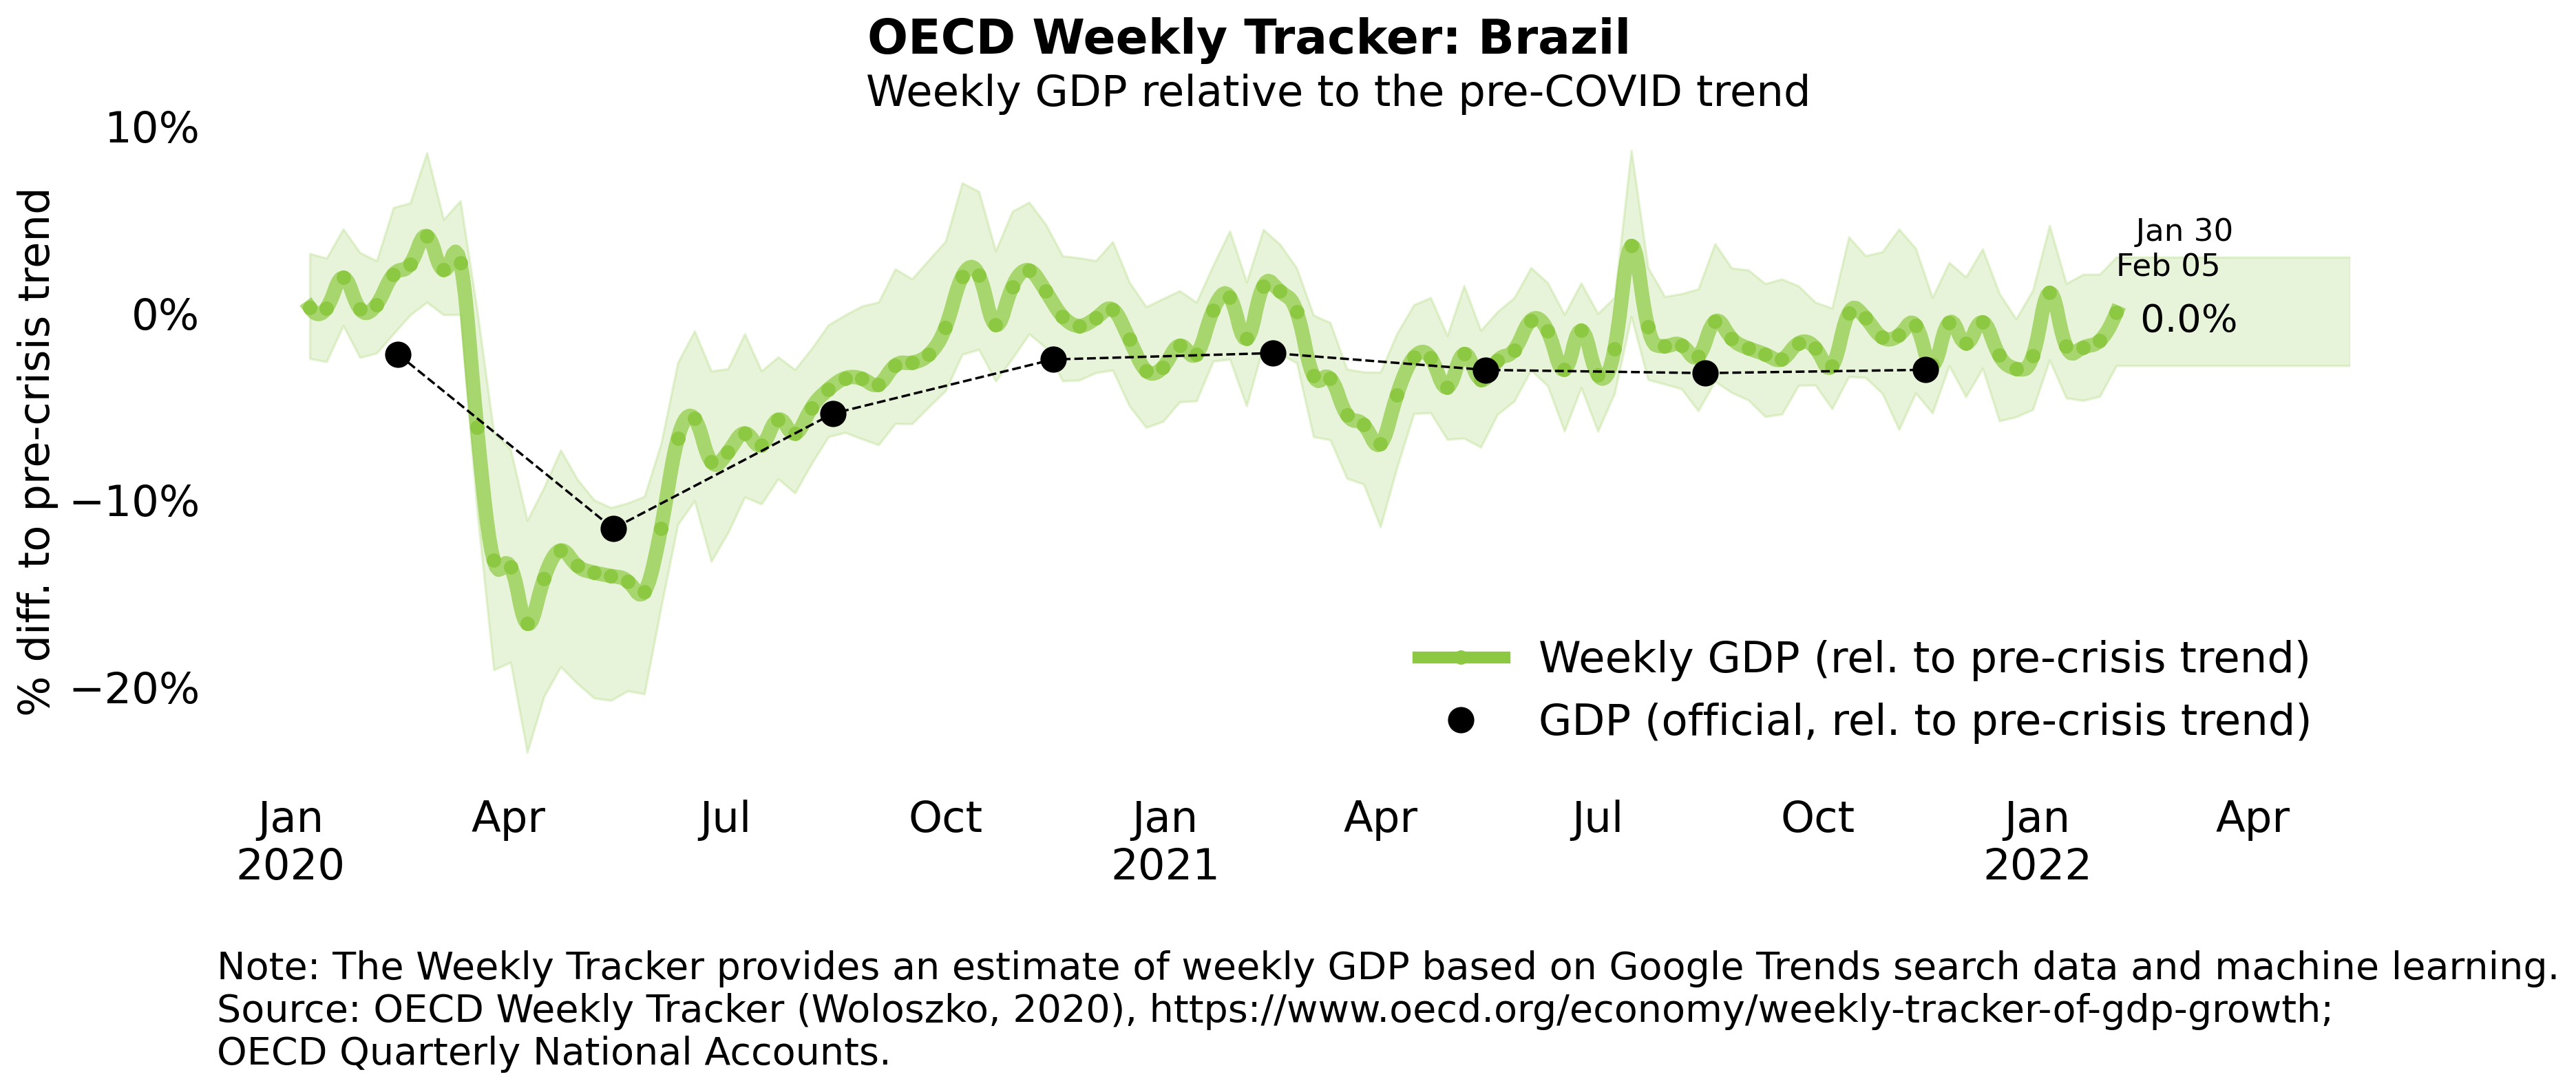 OECD Weekly Tracker: Brazil
Weekly GDP relative to the pre-COVID trend
% diff. to pre-crisis trend
10%
0%
−10%
−20%
Jan 30
Feb 05
0.0%
Weekly GDP (rel. to pre-crisis trend)
GDP (official, rel. to pre-crisis trend)
Jan Apr Jul Oct Jan Apr Jul Oct Jan Apr
2020 2021 2022
Note: The Weekly Tracker provides an estimate of weekly GDP based on Google Trends search data and machine learning.
Source: OECD Weekly Tracker (Woloszko, 2020), https://www.oecd.org/economy/weekly-tracker-of-gdp-growth;
OECD Quarterly National Accounts.